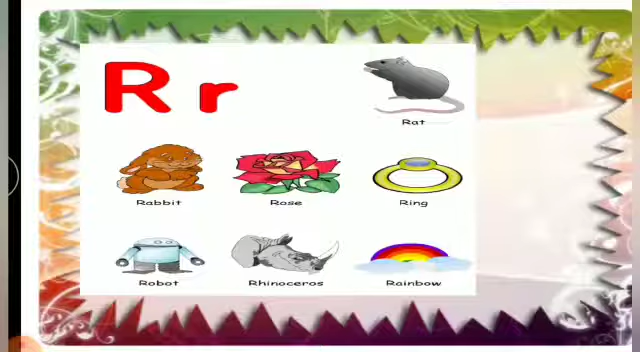 R r
Rat
Rabbit
Rose
Ring
Robot
Rhinoceros
Rainbow